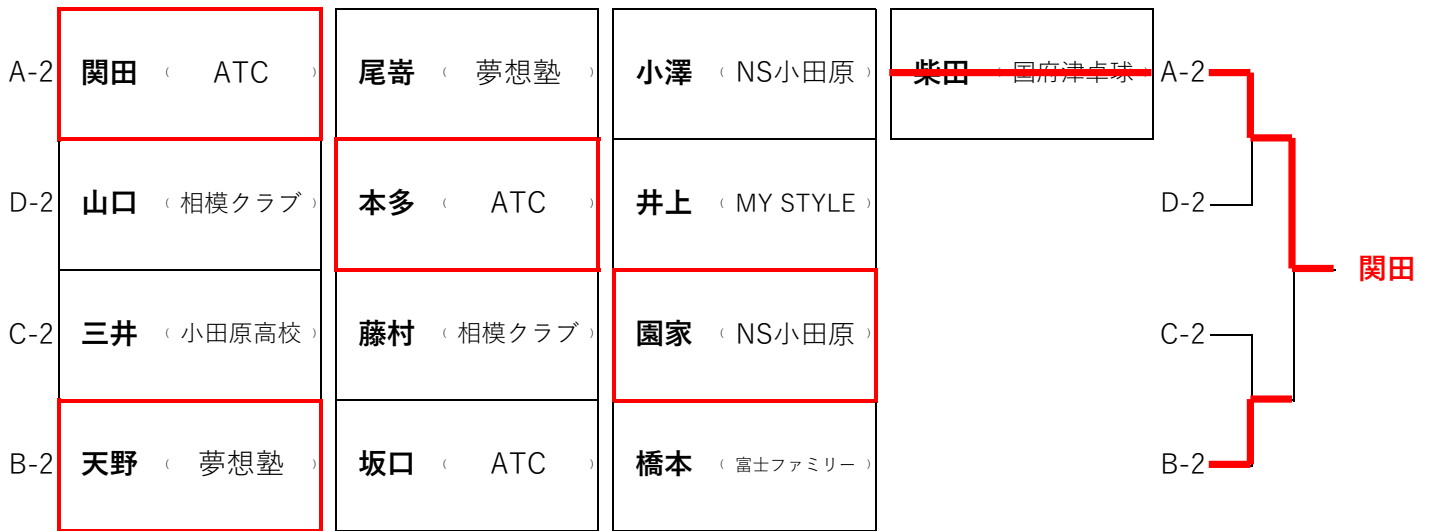 A-2 関田 （ ATC ） 尾嵜 （ 夢想塾 ） 小澤 （ NS小田原 ） 柴田 （ 国府津卓球 ） A-2
D-2 山口 （ 相模クラブ ） 本多 （ ATC ） 井上 （ MY STYLE ） D-2
関田
C-2 三井 （ 小田原高校 ） 藤村 （ 相模クラブ ） 園家 （ NS小田原 ） C-2
B-2 天野 （ 夢想塾 ） 坂口 （ ATC ） 橋本 （ 富士ファミリー ） B-2